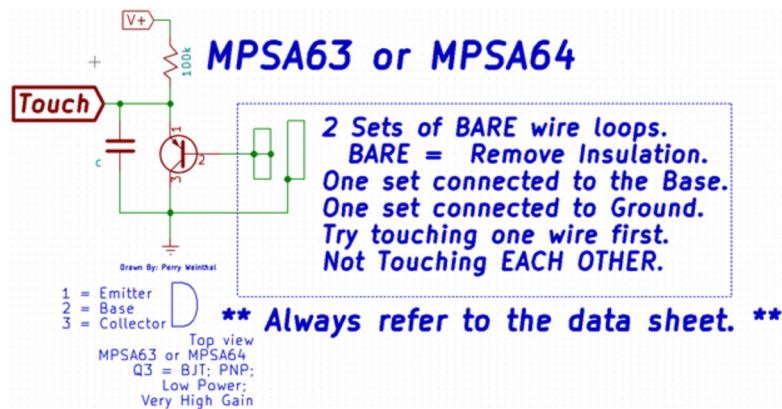 V+
MPSA63 or MPSA64
100k
Touch
1
2
3
c
2 Sets of BARE wire loops.
BARE = Remove Insulation.
One set connected to the Base.
One set connected to Ground.
Try touching one wire first.
Not Touching EACH OTHER.
Drawn By: Perry Weinthal
1 = Emitter
2 = Base
3 = Collector
** Always refer to the data sheet. **
Top view
MPSA63 or MPSA64
Q3 = BJT; PNP;
Low Power;
Very High Gain